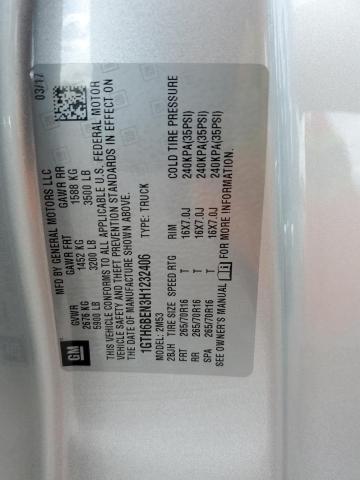 GM
MFD BY GENERAL MOTORS LLC
03/17
GVWR GAWR FRT GAWR RR
2676 KG 1452 KG 1588 KG
5900 LB 3200 LB 3500 LB
THIS VEHICLE CONFORMS TO ALL APPLICABLE U.S. FEDERAL MOTOR
VEHICLE SAFETY AND THEFT PREVENTION STANDARDS IN EFFECT ON
THE DATE OF MANUFACTURE SHOWN ABOVE.
1GTH6BEN3H1232406 TYPE: TRUCK
28JH 2M53
TIRE SIZE SPEED RTG RIM COLD TIRE PRESSURE
FRT 265/70R16 T 16X7.0J 240KPA(35PSI)
RR 265/70R16 T 16X7.0J 240KPA(35PSI)
SPA 265/70R16 T 16X7.0J 240KPA(35PSI)
SEE OWNER'S MANUAL FOR MORE INFORMATION.